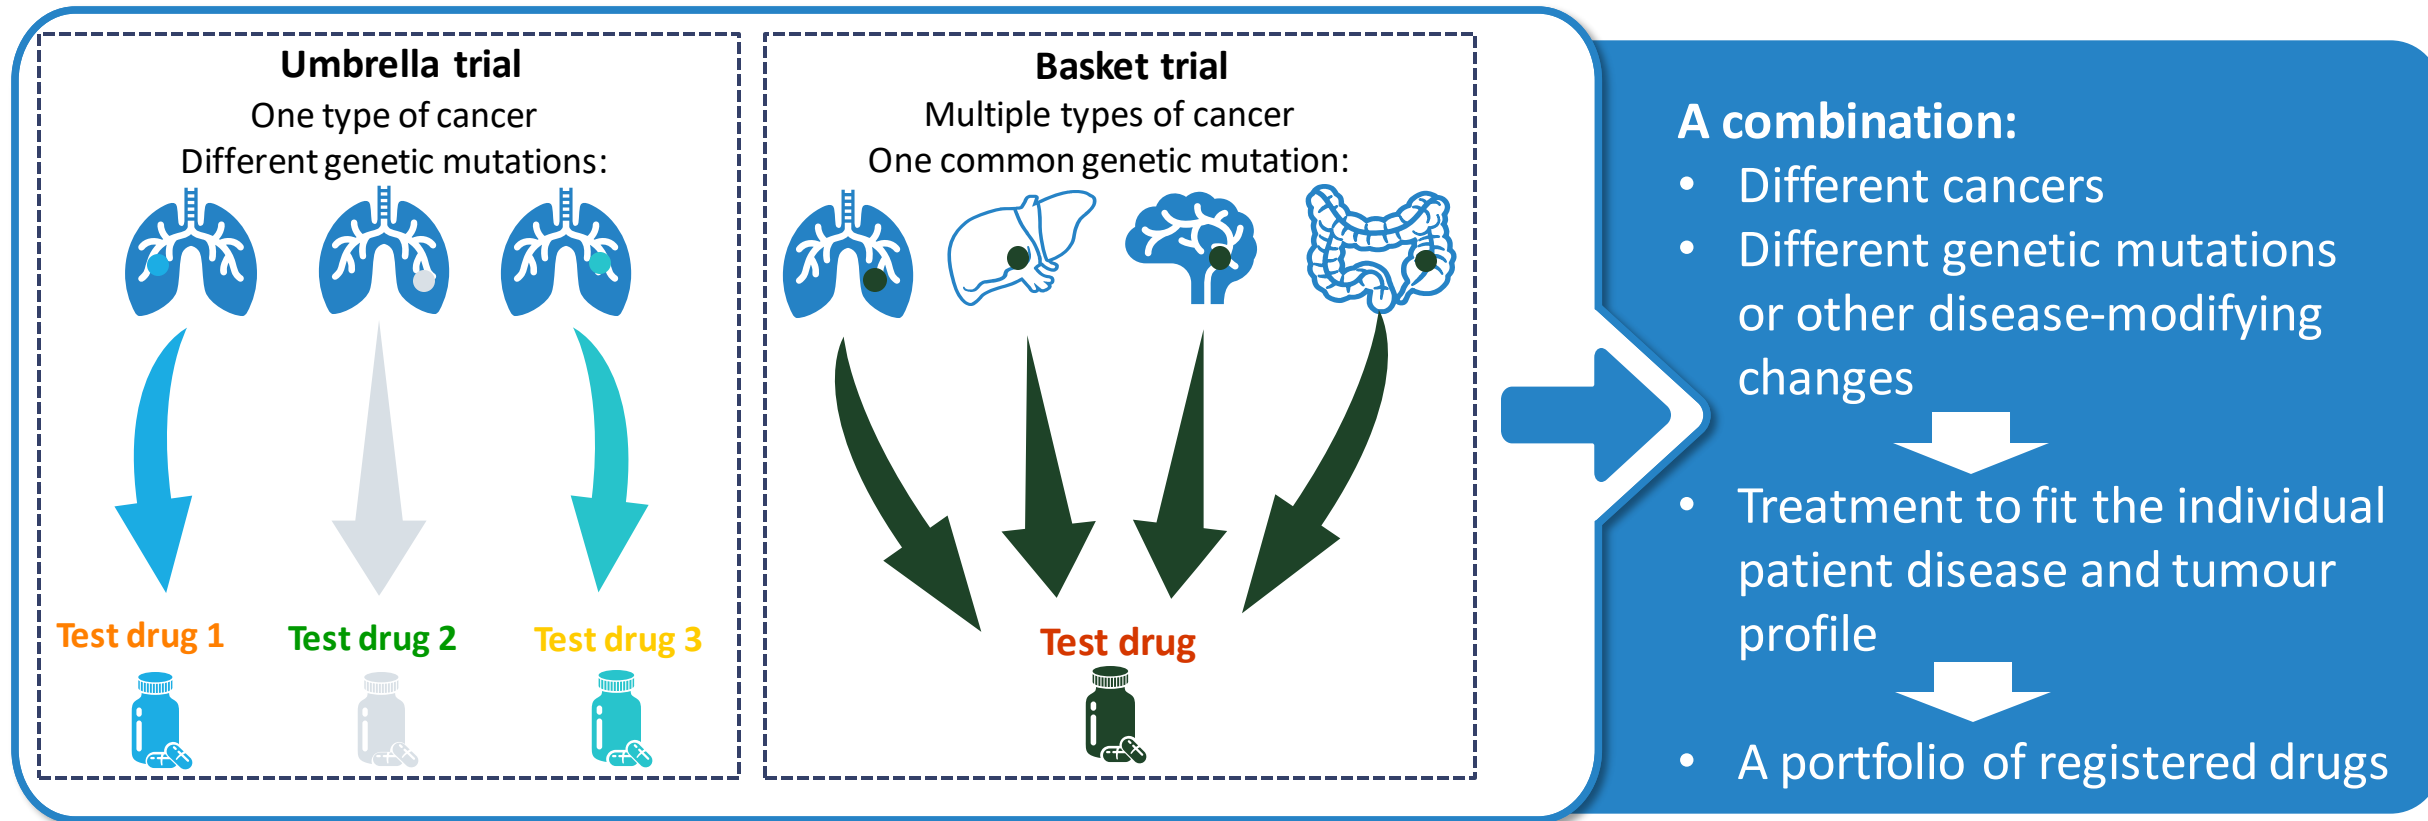 Umbrella trial
One type of cancer
Different genetic mutations:
Test drug 1
Test drug 2
Test drug 3
Basket trial
Multiple types of cancer
One common genetic mutation:
Test drug
A combination:
• Different cancers
• Different genetic mutations
or other disease-modifying
changes
• Treatment to fit the individual
patient disease and tumour
profile
• A portfolio of registered drugs